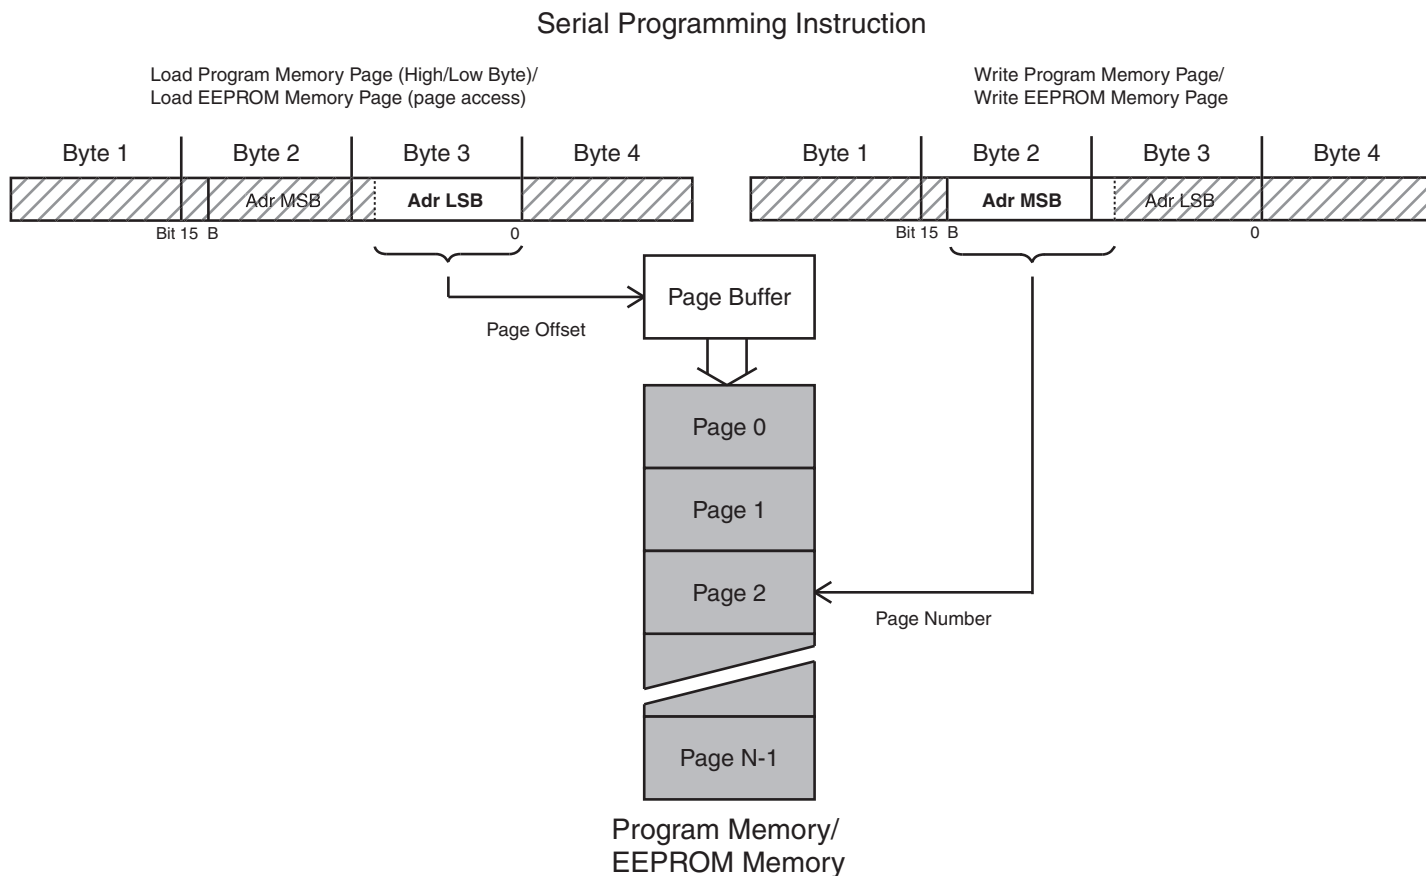 Serial Programming Instruction
Load Program Memory Page (High/Low Byte)/
Load EEPROM Memory Page (page access)
Write Program Memory Page/
Write EEPROM Memory Page
Byte 1 Byte 2 Byte 3 Byte 4
Adr MSB Adr LSB
Bit 15 B 0
Byte 1 Byte 2 Byte 3 Byte 4
Adr MSB Adr LSB
Bit 15 B 0
Page Buffer
Page Offset
Page 0
Page 1
Page 2
Page Number
Page N-1
Program Memory/
EEPROM Memory